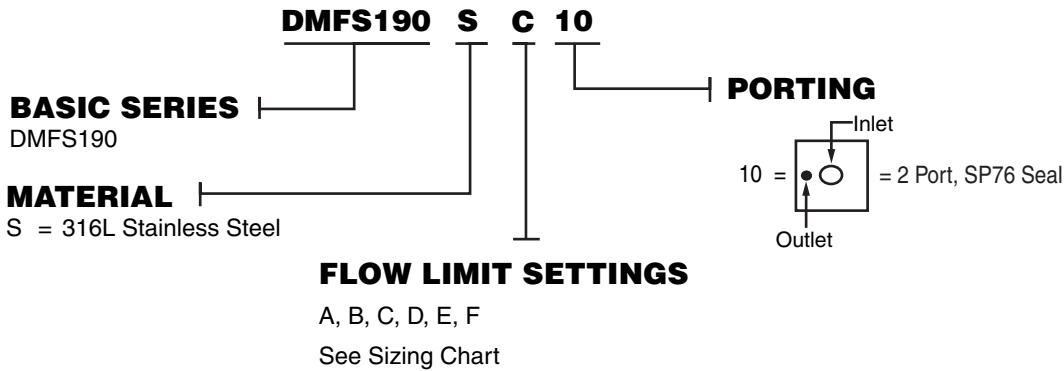 DMFS190 S C 10
BASIC SERIES
DMFS190
PORTING
Inlet
10 = = 2 Port, SP76 Seal
Outlet
MATERIAL
S = 316L Stainless Steel
FLOW LIMIT SETTINGS
A, B, C, D, E, F
See Sizing Chart